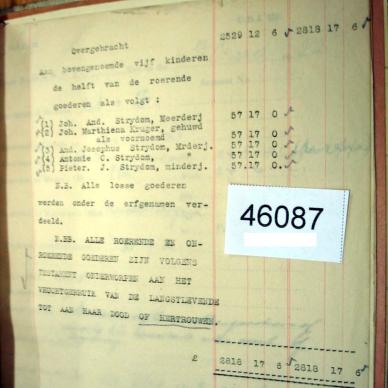 Overgebracht 2529 12 6 2818 17 6
Aan bovengenoemde vijf kinderen
de helft van de roerende
goederen als volgt :
(1) Joh. And. Strydom, Meerderj 57 17 0
(2) Joh. Marthiena Kruger, gehuwd 57 17 0
als voornoemd
(3) And. Josephus Strydom, Mrderj. 57 17 0
(4) Antonie C. Strydom, " 57 17 0
(5) Pieter. J. Strydom, minderj. 57.17. 0.
N.B. Alle losse goederen
werden onder de erfgenamen ver-
deeld.
46087
N.BB. ALLE ROERENDE EN ON-
ROERENDE GOEDEREN ZIJN VOLGENS
TESTAMENT ONDERWORPEN AAN HET
VRUCHTGEBRUIK VAN DE LANGSTLEVENDE
TOT AAN HAAR DOOD OF HERTROUWEN.
£ 2818 17 6 2818 17 6